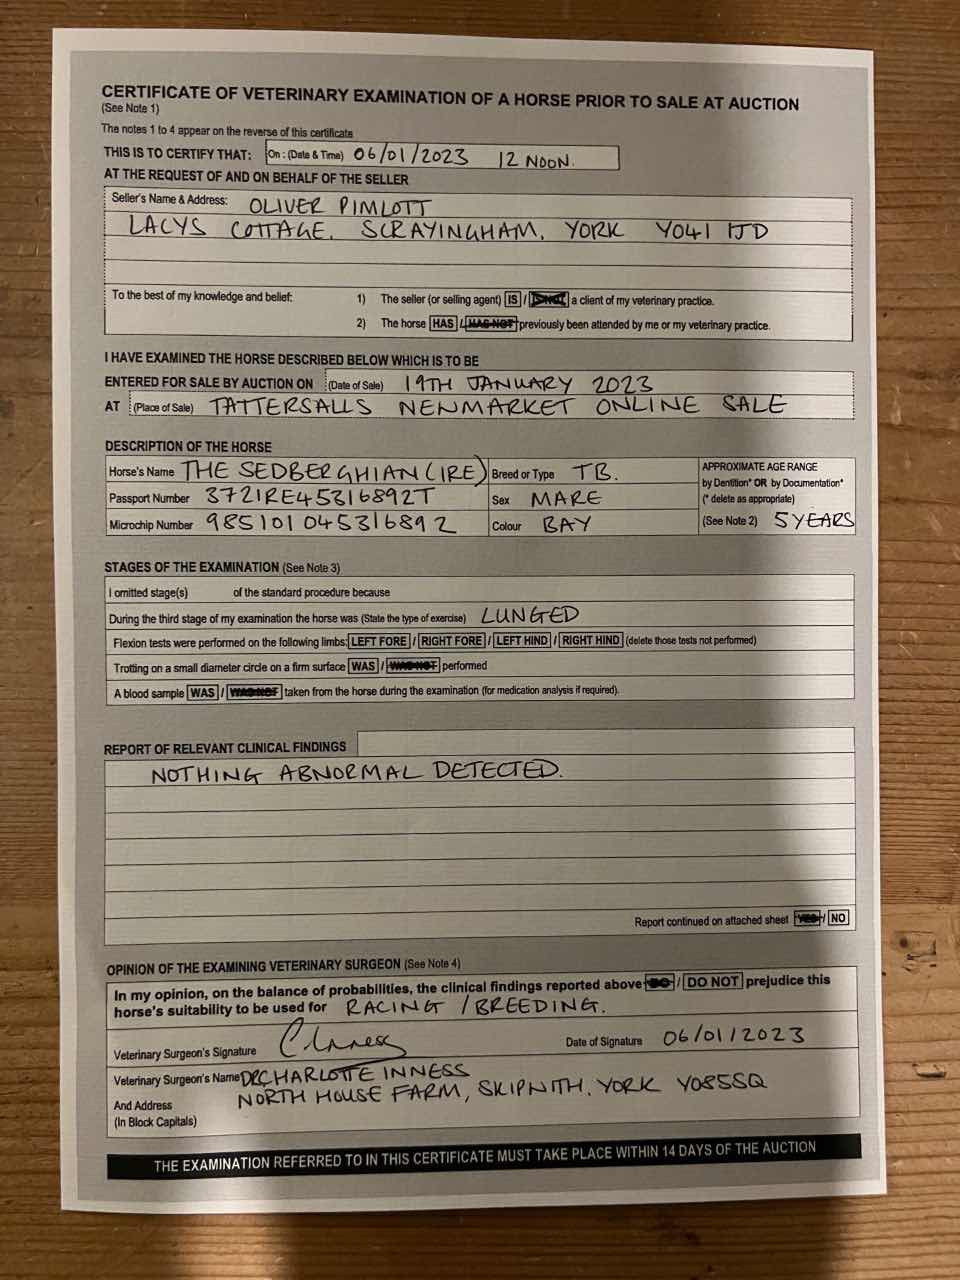 CERTIFICATE OF VETERINARY EXAMINATION OF A HORSE PRIOR TO SALE AT AUCTION
(See Note 1)
The notes 1 to 4 appear on the reverse of this certificate
THIS IS TO CERTIFY THAT: On : (Date & Time) 06/01/2023 12 NOON.
AT THE REQUEST OF AND ON BEHALF OF THE SELLER
Seller's Name & Address: OLIVER PIMLOTT
LACYS COTTAGE, SCRAYINGHAM, YORK YO41 1JD
To the best of my knowledge and belief: 1) The seller (or selling agent) IS / IS NOT a client of my veterinary practice.
2) The horse HAS / HAS NOT previously been attended by me or my veterinary practice.
I HAVE EXAMINED THE HORSE DESCRIBED BELOW WHICH IS TO BE
ENTERED FOR SALE BY AUCTION ON (Date of Sale) 19TH JANUARY 2023
AT (Place of Sale) TATTERSALLS NEWMARKET ONLINE SALE
DESCRIPTION OF THE HORSE
Horse's Name THE SEDBERGHIAN (IRE) Breed or Type TB. APPROXIMATE AGE RANGE
by Dentition* OR by Documentation*
Passport Number 372IRE45316892T Sex MARE (* delete as appropriate)
Microchip Number 985101045316892 Colour BAY (See Note 2) 5 YEARS
STAGES OF THE EXAMINATION (See Note 3)
I omitted stage(s) of the standard procedure because
During the third stage of my examination the horse was (State the type of exercise) LUNGED
Flexion tests were performed on the following limbs: LEFT FORE / RIGHT FORE / LEFT HIND / RIGHT HIND (delete those tests not performed)
Trotting on a small diameter circle on a firm surface WAS / WAS NOT performed
A blood sample WAS / WAS NOT taken from the horse during the examination (for medication analysis if required).
REPORT OF RELEVANT CLINICAL FINDINGS
NOTHING ABNORMAL DETECTED.
Report continued on attached sheet YES / NO
OPINION OF THE EXAMINING VETERINARY SURGEON (See Note 4)
In my opinion, on the balance of probabilities, the clinical findings reported above DO / DO NOT prejudice this
horse's suitability to be used for RACING / BREEDING.
Veterinary Surgeon's Signature CInness Date of Signature 06/01/2023
Veterinary Surgeon's Name DR CHARLOTTE INNESS
And Address NORTH HOUSE FARM, SKIPWITH, YORK YO85SQ
(In Block Capitals)
THE EXAMINATION REFERRED TO IN THIS CERTIFICATE MUST TAKE PLACE WITHIN 14 DAYS OF THE AUCTION